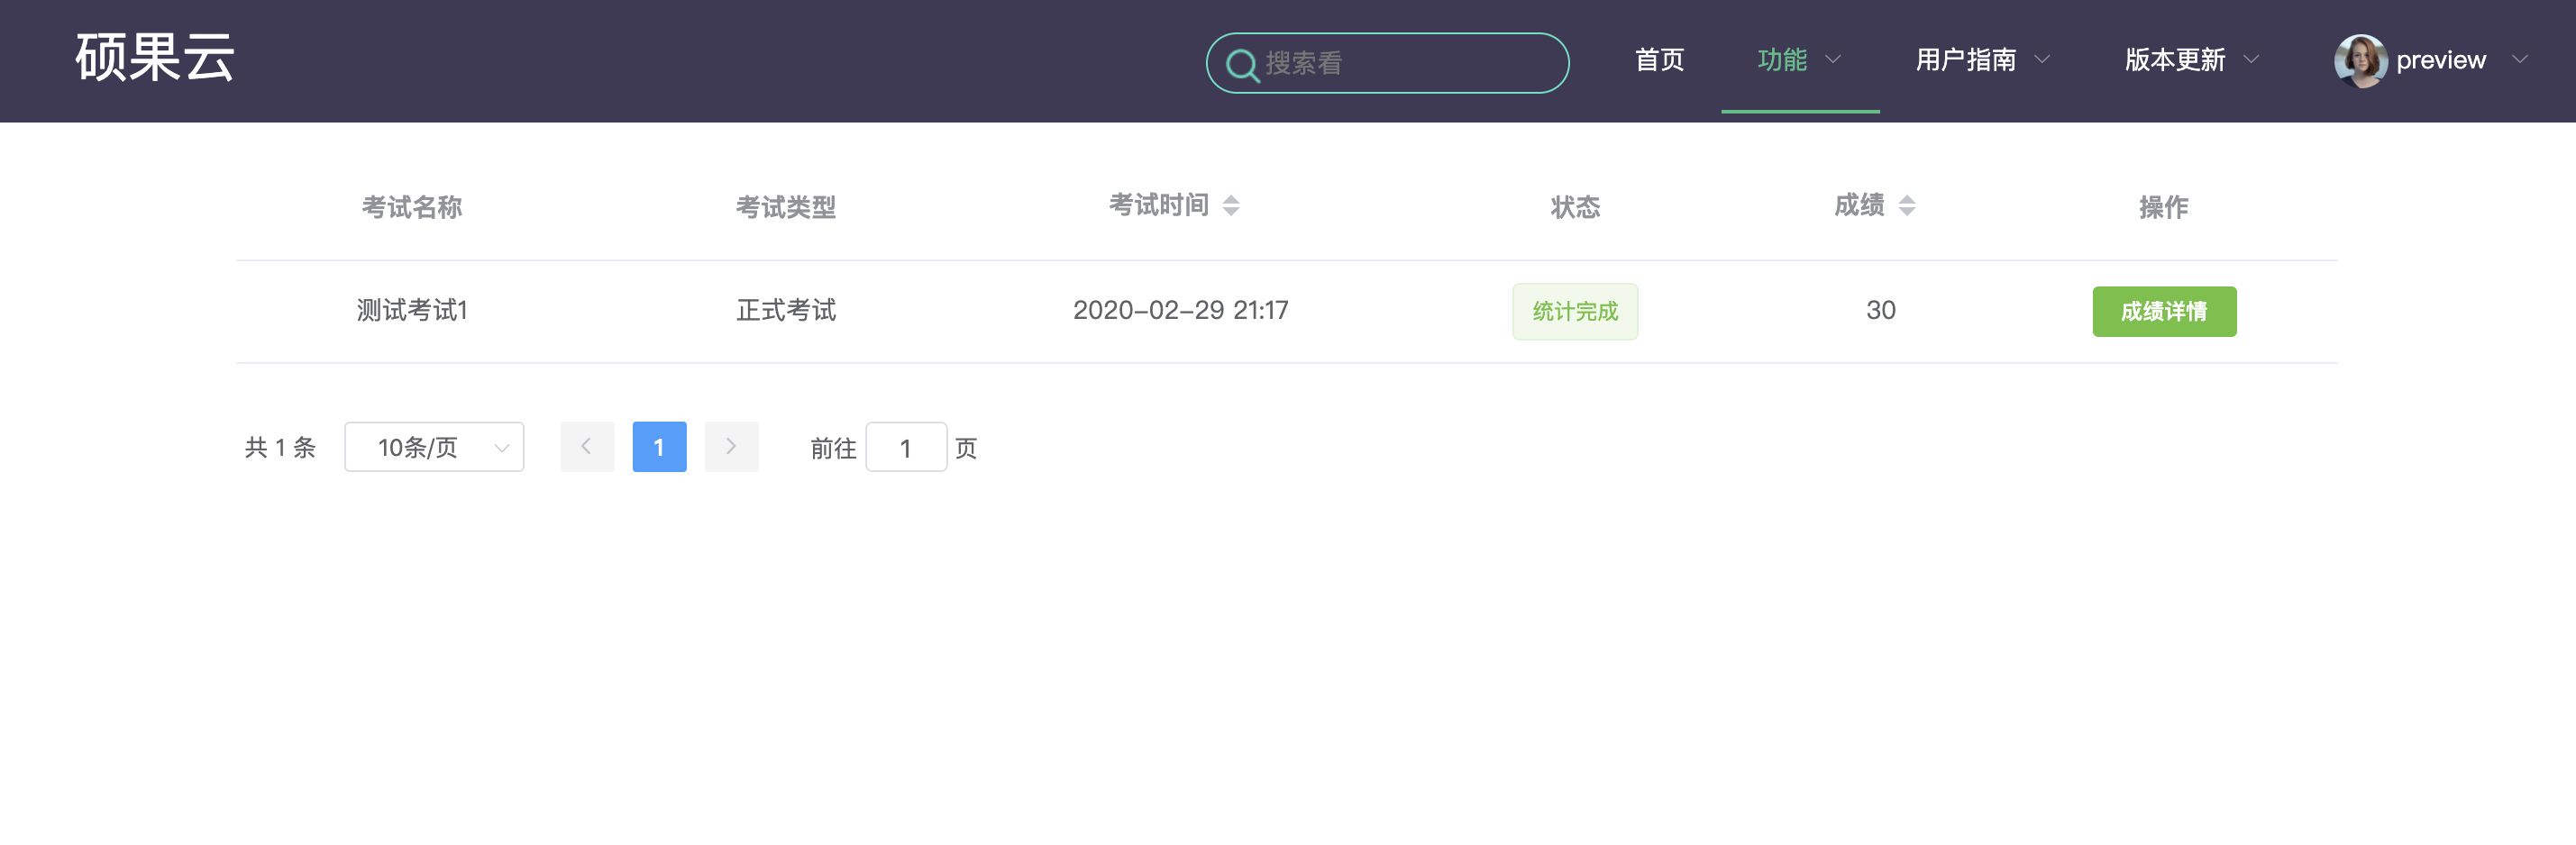 硕果云
搜索看
首页
功能
用户指南
版本更新
preview
考试名称 考试类型 考试时间 状态 成绩 操作
测试考试1 正式考试 2020-02-29 21:17 统计完成 30 成绩详情
共 1 条 10条/页 1 前往 1 页